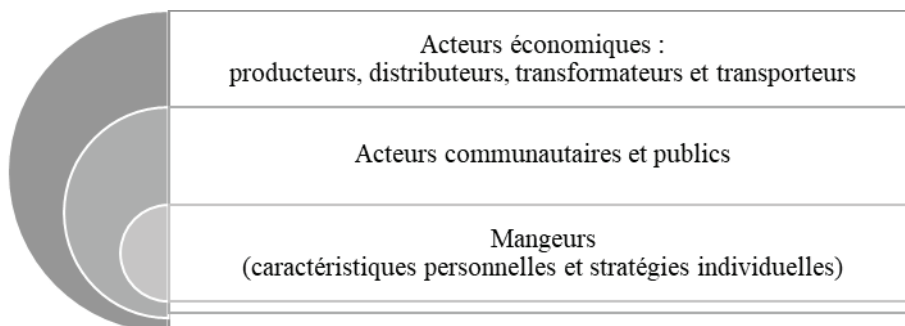 Acteurs économiques :
producteurs, distributeurs, transformateurs et transporteurs
Acteurs communautaires et publics
Mangeurs
(caractéristiques personnelles et stratégies individuelles)